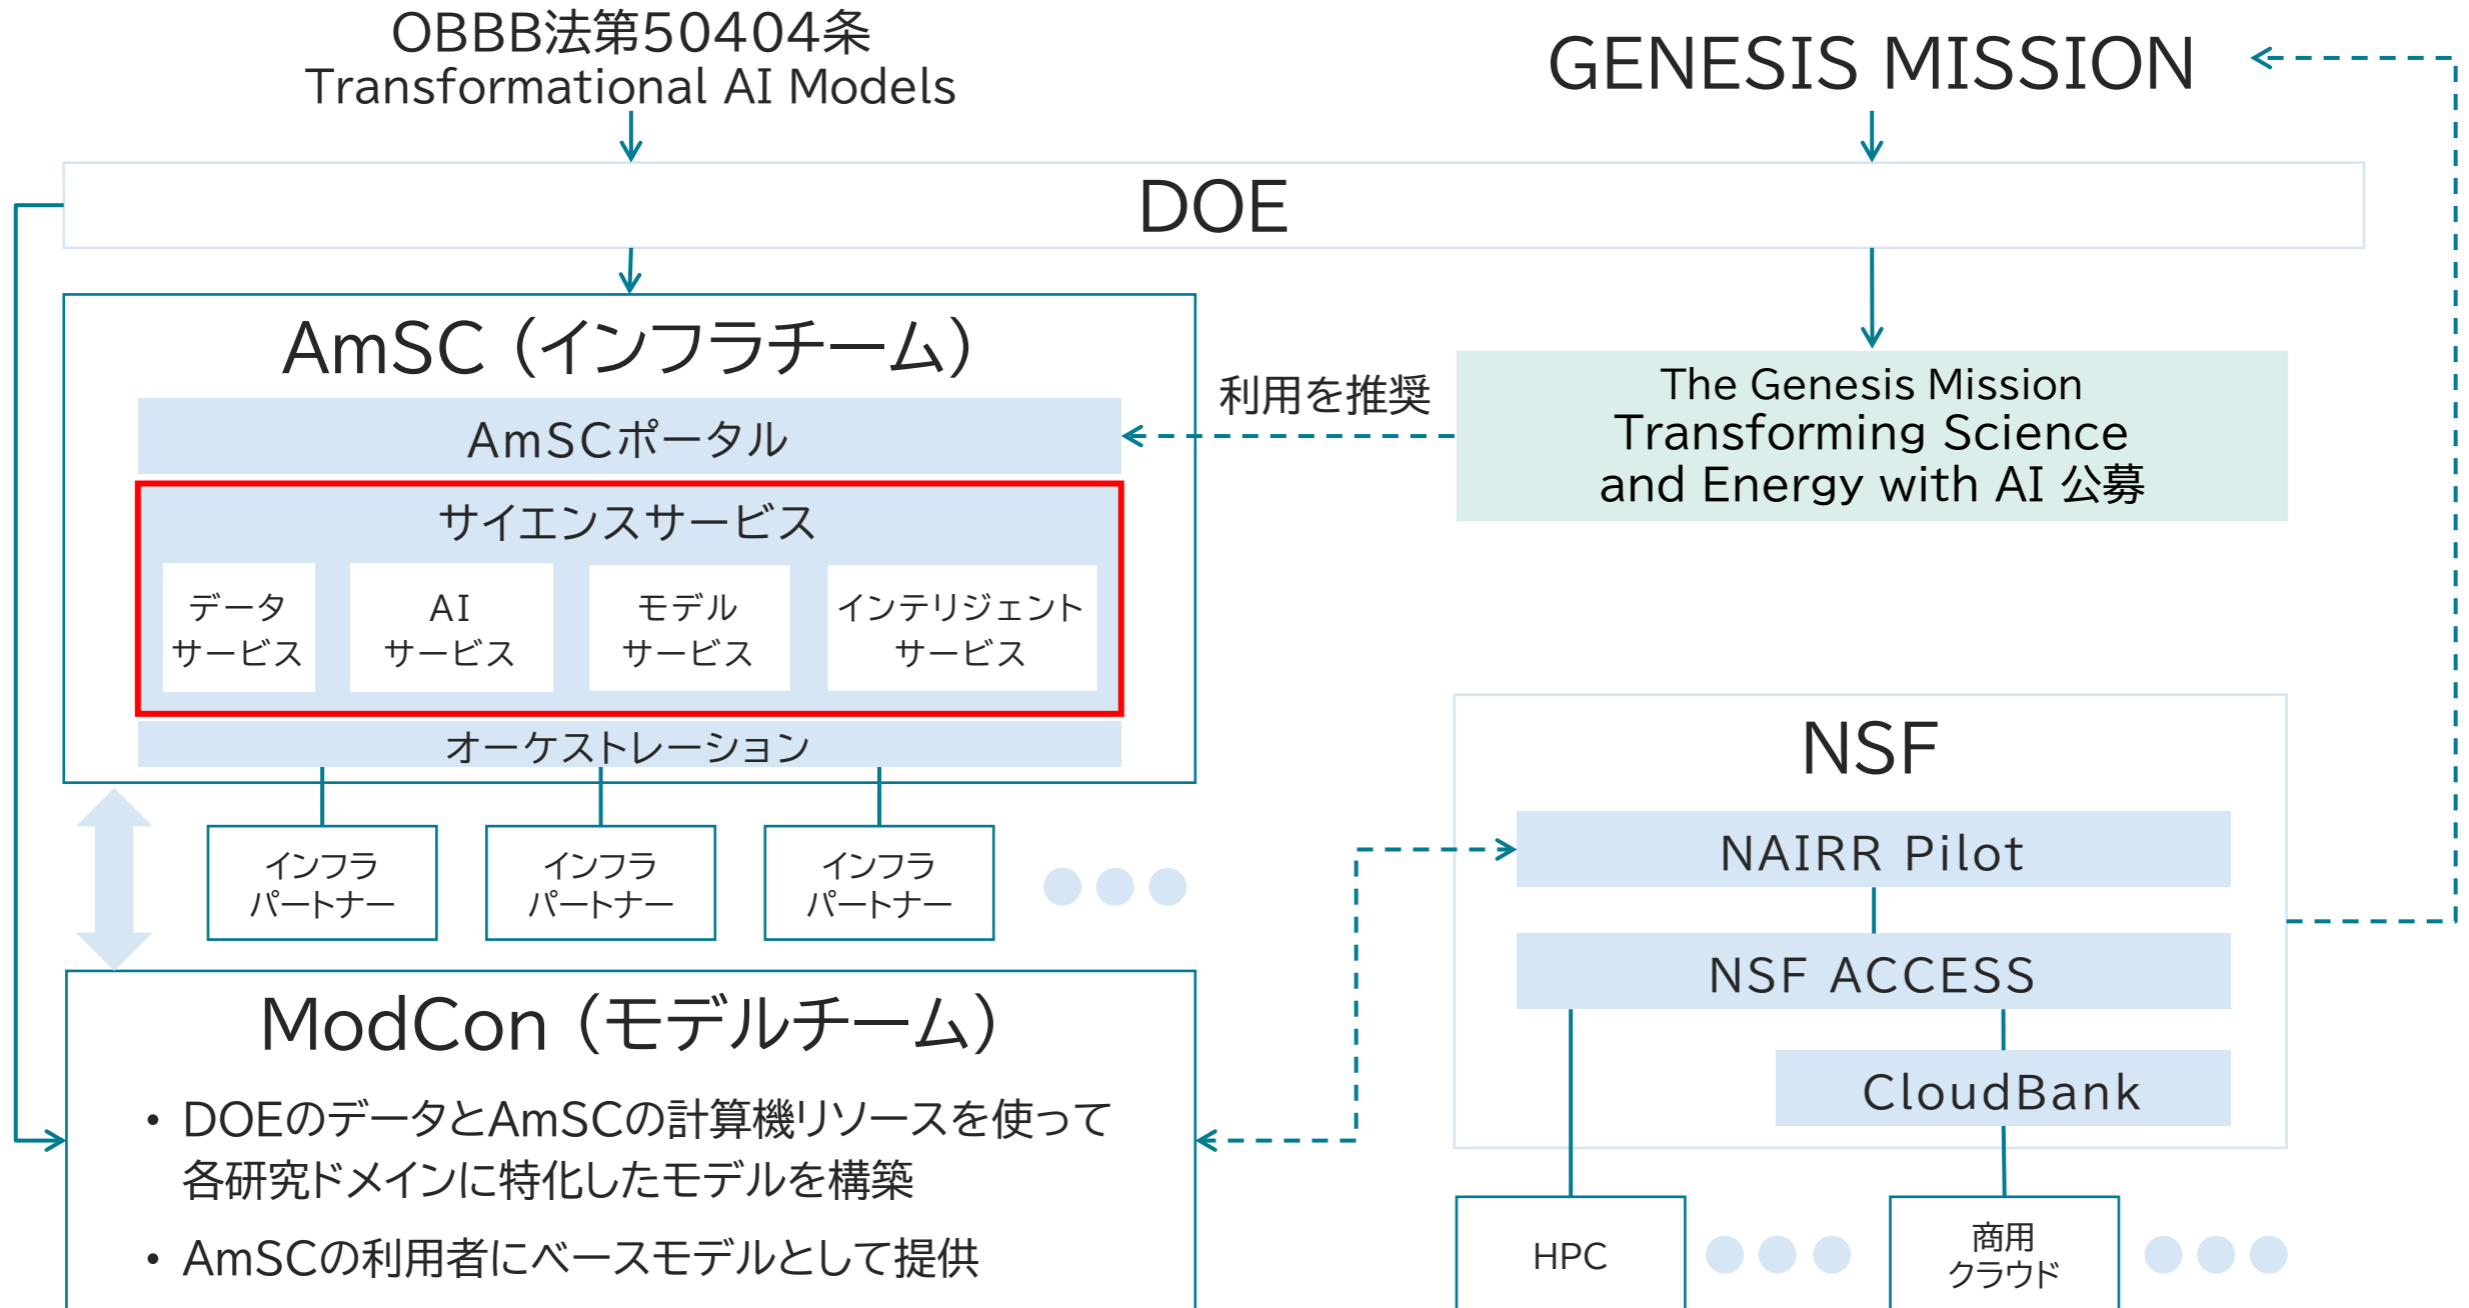 OBBB法第50404条
Transformational AI Models
GENESIS MISSION
DOE
AmSC（インフラチーム）
AmSCポータル
サイエンスサービス
データ
サービス
AI
サービス
モデル
サービス
インテリジェント
サービス
オーケストレーション
インフラ
パートナー
インフラ
パートナー
インフラ
パートナー
利用を推奨
The Genesis Mission
Transforming Science
and Energy with AI 公募
ModCon（モデルチーム）
• DOEのデータとAmSCの計算機リソースを使って
各研究ドメインに特化したモデルを構築
• AmSCの利用者にベースモデルとして提供
NSF
NAIRR Pilot
NSF ACCESS
CloudBank
HPC
商用
クラウド